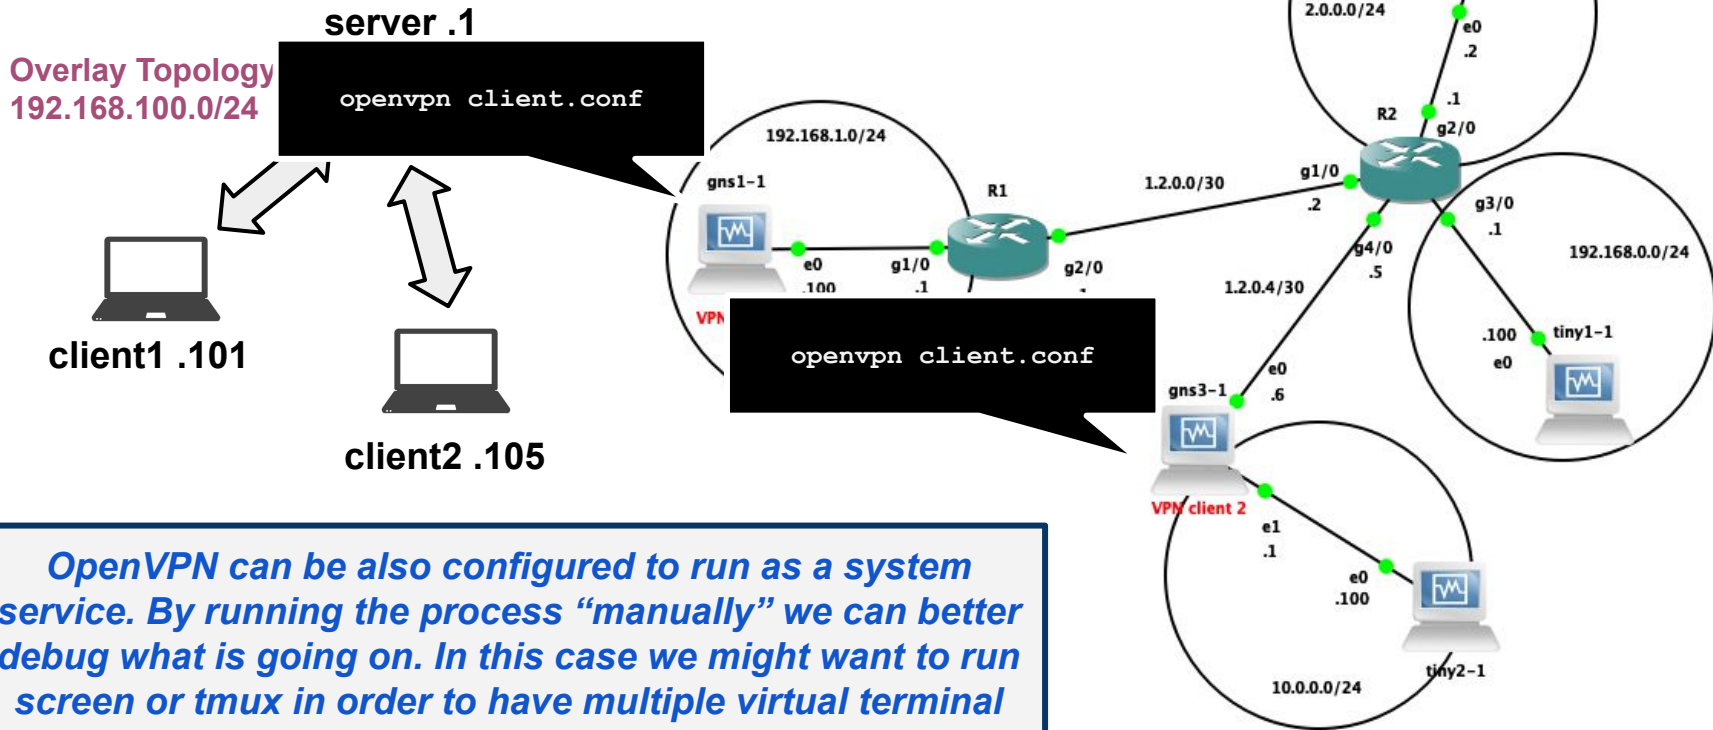 server .1
Overlay Topology
192.168.100.0/24
openvpn client.conf
client1 .101
client2 .105
2.0.0.0/24
e0
.2
.1
R2
g2/0
192.168.1.0/24
gns1-1
R1
1.2.0.0/30
g1/0
.2
g3/0
.1
192.168.0.0/24
e0
.100
g1/0
.1
g2/0
g4/0
.5
1.2.0.4/30
VPN
openvpn client.conf
.100
e0
tiny1-1
gns3-1
e0
.6
VPN client 2
e1
.1
e0
.100
tiny2-1
10.0.0.0/24
OpenVPN can be also configured to run as a system
service. By running the process “manually” we can better
debug what is going on. In this case we might want to run
screen or tmux in order to have multiple virtual terminal